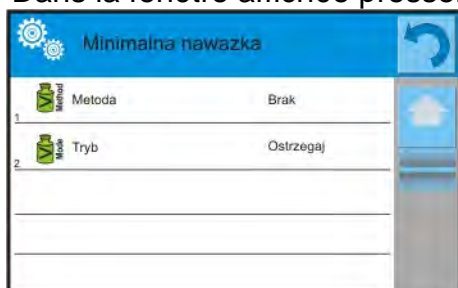 Minimalna nawazka
1 Method Metoda Brak
2 Mode Tryb Ostrzegaj